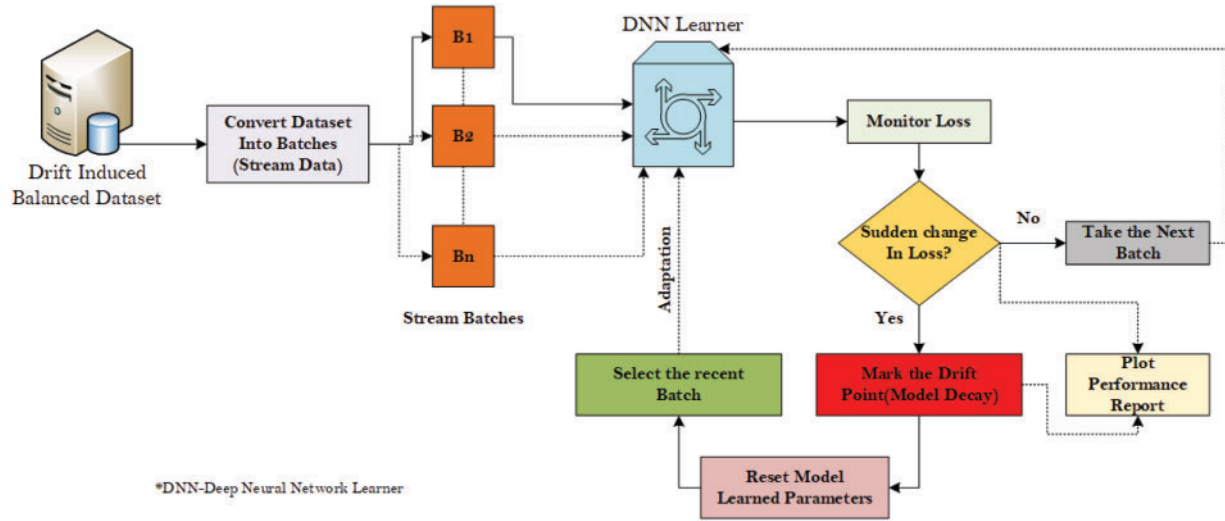 DNN Learner
B1
Convert Dataset
Into Batches
(Stream Data)
B2
Monitor Loss
Drift Induced
Balanced Dataset
Bn
Stream Batches
Adaptation
Sudden change
In Loss?
No
Take the Next
Batch
Yes
Select the recent
Batch
Mark the Drift
Point(Model Decay)
Plot
Performance
Report
Reset Model
Learned Parameters
*DNN-Deep Neural Network Learner